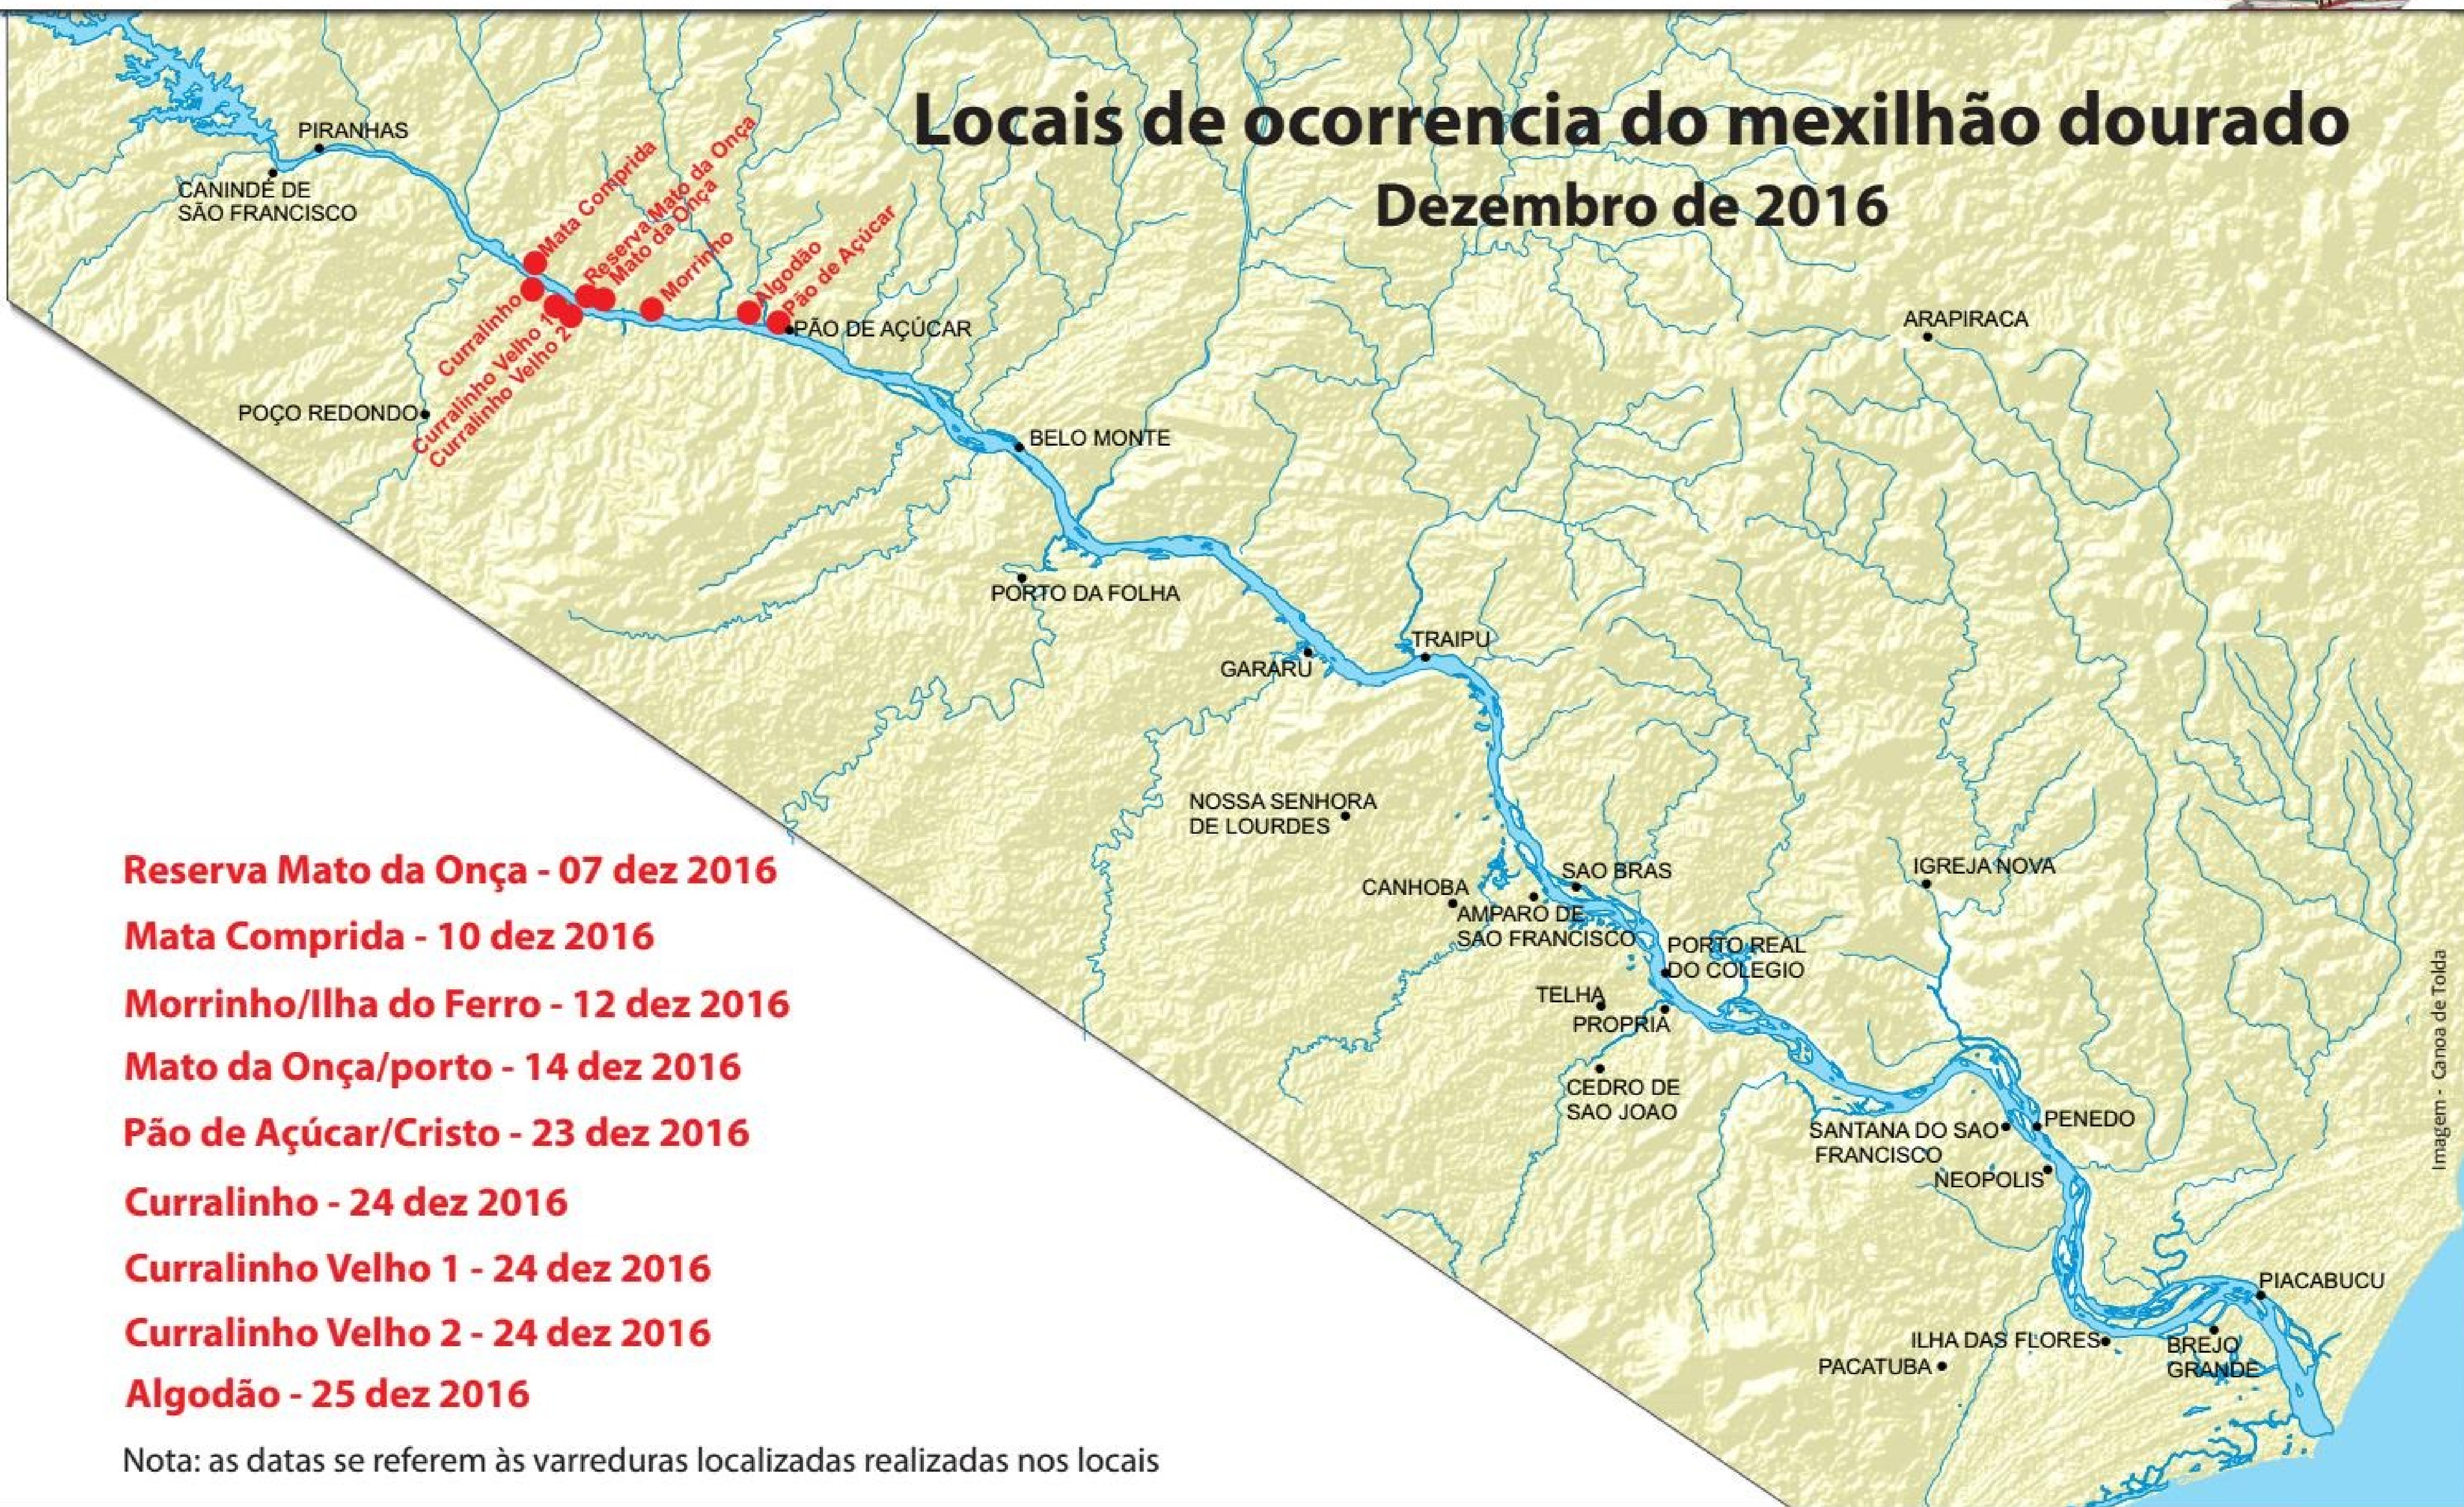 Locais de ocorrencia do mexilhão dourado
Dezembro de 2016
PIRANHAS
CANINDÉ DE
SÃO FRANCISCO
Mata Comprida
Reserva Mato da Onça
Mato da Onça
Morrinho
Algodão
Pão de Açúcar
Curralinho
Curralinho Velho 1
Curralinho Velho 2
PÃO DE AÇÚCAR
ARAPIRACA
POÇO REDONDO
BELO MONTE
PORTO DA FOLHA
TRAIPU
GARARU
NOSSA SENHORA
DE LOURDES
SAO BRAS
IGREJA NOVA
CANHOBA
AMPARO DE
SAO FRANCISCO
PORTO REAL
DO COLEGIO
TELHA
PROPRIA
CEDRO DE
SAO JOAO
SANTANA DO SAO
FRANCISCO
PENEDO
NEOPOLIS
PIACABUCU
ILHA DAS FLORES
BREJO
GRANDE
PACATUBA
Reserva Mato da Onça - 07 dez 2016
Mata Comprida - 10 dez 2016
Morrinho/Ilha do Ferro - 12 dez 2016
Mato da Onça/porto - 14 dez 2016
Pão de Açúcar/Cristo - 23 dez 2016
Curralinho - 24 dez 2016
Curralinho Velho 1 - 24 dez 2016
Curralinho Velho 2 - 24 dez 2016
Algodão - 25 dez 2016
Nota: as datas se referem às varreduras localizadas realizadas nos locais
Imagem - Canoa de Tolda